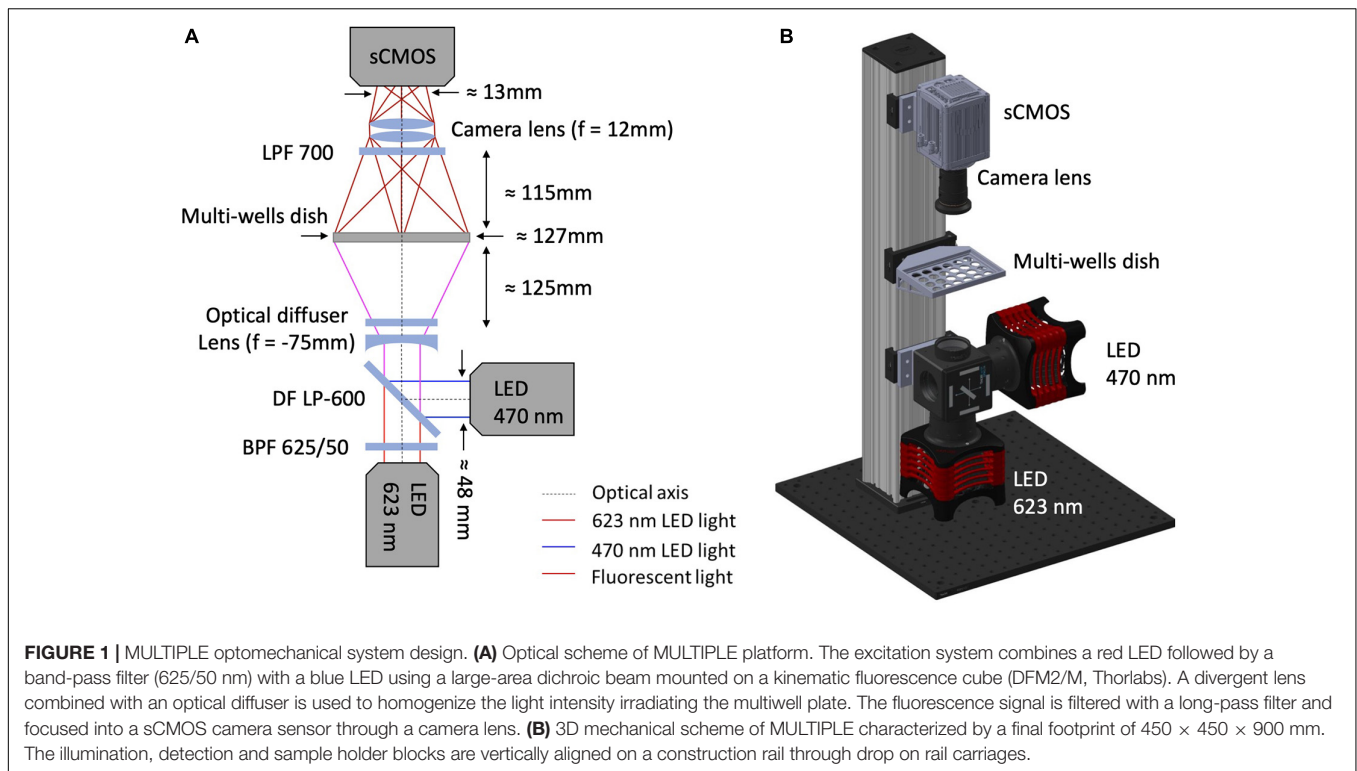 A
sCMOS
≈ 13mm
Camera lens (f = 12mm)
LPF 700
≈ 115mm
Multi-wells dish
≈ 127mm
≈ 125mm
Optical diffuser
Lens (f = -75mm)
DF LP-600
LED
470 nm
BPF 625/50
≈ 48 mm
LED
623 nm
Optical axis
623 nm LED light
470 nm LED light
Fluorescent light
B
sCMOS
Camera lens
Multi-wells dish
LED
470 nm
LED
623 nm
FIGURE 1 | MULTIPLE optomechanical system design. (A) Optical scheme of MULTIPLE platform. The excitation system combines a red LED followed by a
band-pass filter (625/50 nm) with a blue LED using a large-area dichroic beam mounted on a kinematic fluorescence cube (DFM2/M, Thorlabs). A divergent lens
combined with an optical diffuser is used to homogenize the light intensity irradiating the multiwell plate. The fluorescence signal is filtered with a long-pass filter and
focused into a sCMOS camera sensor through a camera lens. (B) 3D mechanical scheme of MULTIPLE characterized by a final footprint of 450 × 450 × 900 mm.
The illumination, detection and sample holder blocks are vertically aligned on a construction rail through drop on rail carriages.